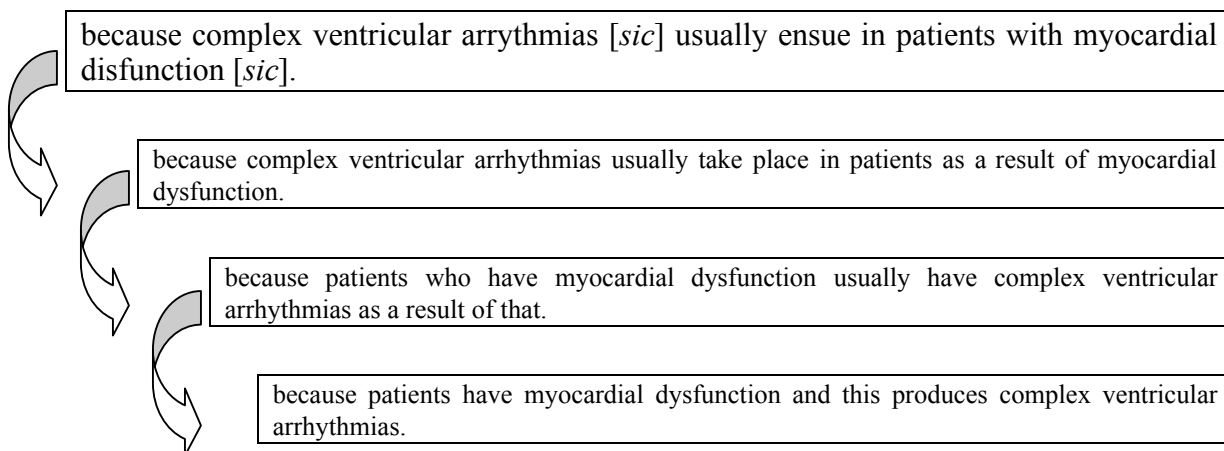 because complex ventricular arrythmias [sic] usually ensue in patients with myocardial
disfunction [sic].
because complex ventricular arrhythmias usually take place in patients as a result of myocardial
dysfunction.
because patients who have myocardial dysfunction usually have complex ventricular
arrhythmias as a result of that.
because patients have myocardial dysfunction and this produces complex ventricular
arrhythmias.